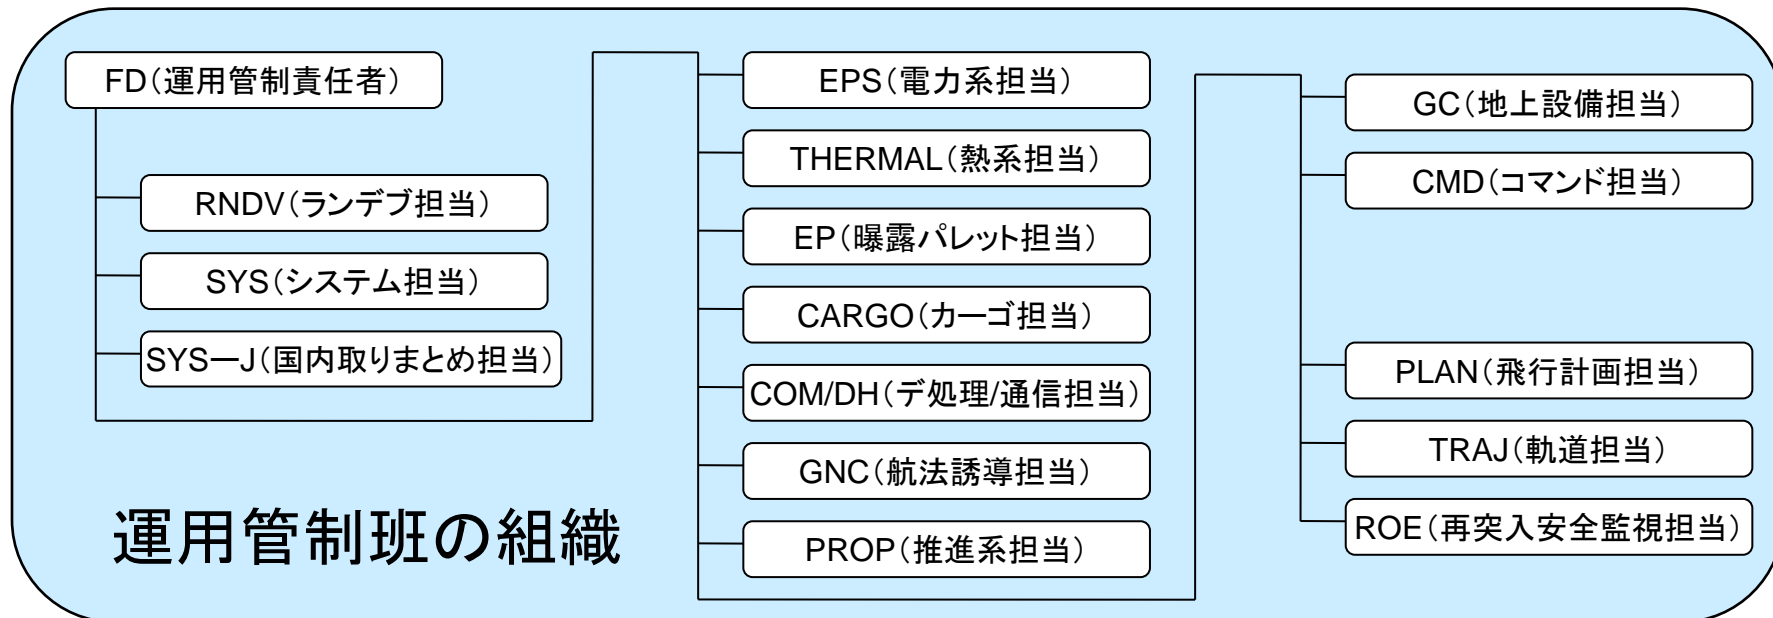 FD(運用管制責任者)
RNDV(ランデブ担当)
SYS(システム担当)
SYSーJ(国内取りまとめ担当)
運用管制班の組織
EPS(電力系担当)
THERMAL(熱系担当)
EP(曝露パレット担当)
CARGO(カーゴ担当)
COM/DH(デ処理/通信担当)
GNC(航法誘導担当)
PROP(推進系担当)
GC(地上設備担当)
CMD(コマンド担当)
PLAN(飛行計画担当)
TRAJ(軌道担当)
ROE(再突入安全監視担当)